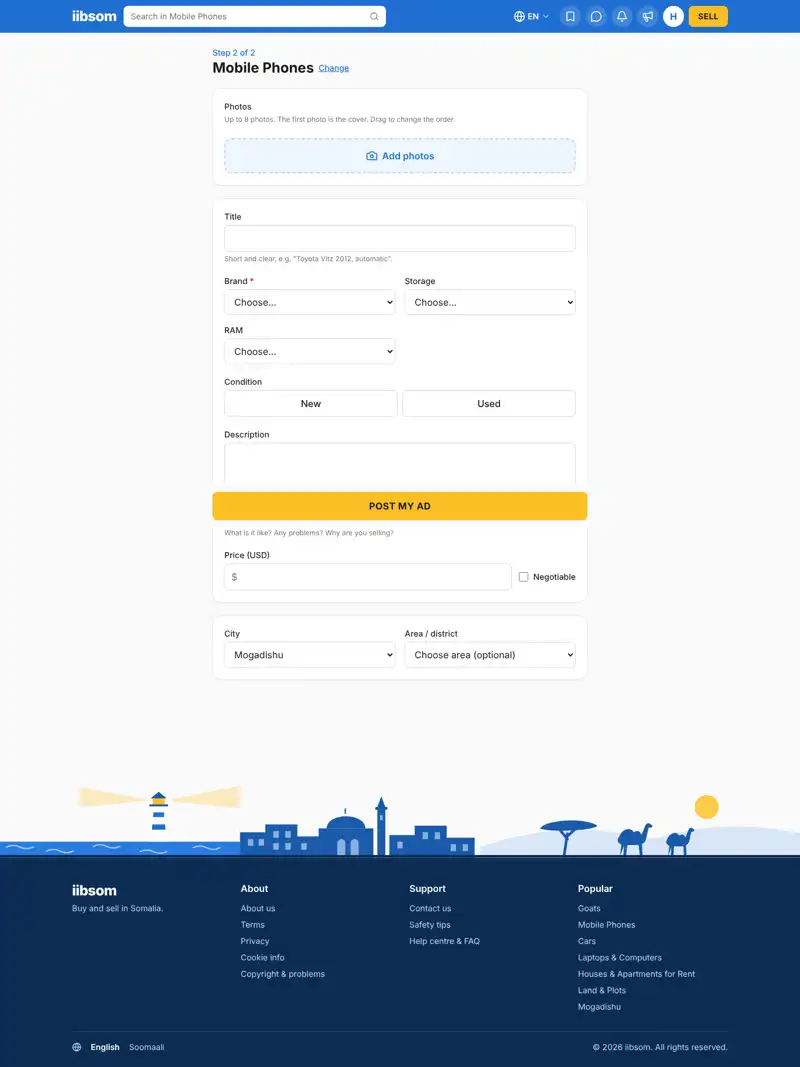 iibsom
Search in Mobile Phones
EN
H
SELL
Step 2 of 2
Mobile Phones Change
Photos
Up to 8 photos. The first photo is the cover. Drag to change the order.
Add photos
Title
Short and clear, e.g. "Toyota Vitz 2012, automatic".
Brand * Storage
Choose... Choose...
RAM
Choose...
Condition
New Used
Description
POST MY AD
What is it like? Any problems? Why are you selling?
Price (USD)
$ Negotiable
City Area / district
Mogadishu Choose area (optional)
iibsom
Buy and sell in Somalia.
About
About us
Terms
Privacy
Cookie info
Copyright & problems
Support
Contact us
Safety tips
Help centre & FAQ
Popular
Goats
Mobile Phones
Cars
Laptops & Computers
Houses & Apartments for Rent
Land & Plots
Mogadishu
English Soomaali
© 2026 iibsom. All rights reserved.